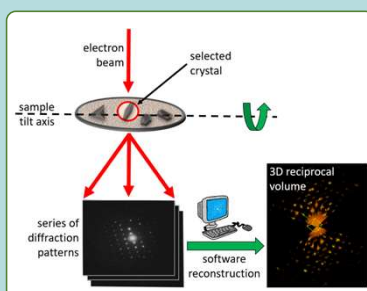 electron
beam
selected
crystal
sample
tilt axis
series of
diffraction
patterns
software
reconstruction
3D reciprocal
volume